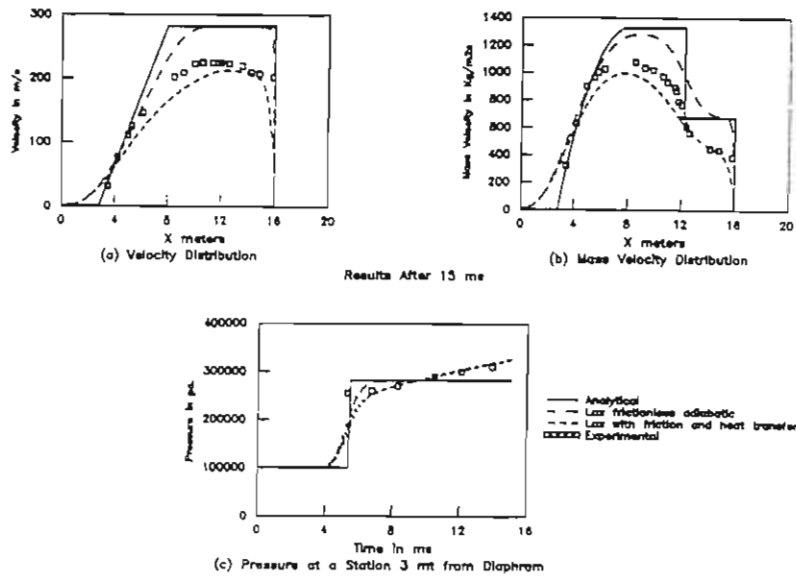 300
200
100
0
Velocity in m/s
0 4 8 12 16 20
X meters
(a) Velocity Distribution
1400
1200
1000
800
600
400
200
0
Mass Velocity in Kg/m2s
0 4 8 12 16 20
X meters
(b) Mass Velocity Distribution
Results After 15 ms
400000
300000
200000
100000
0
Pressure in pa.
0 4 8 12 16
Time in ms
(c) Pressure at a Station 3 mt from Diaphram
Analytical
Lax frictionless adiabatic
Lax with friction and heat transfer
Experimental